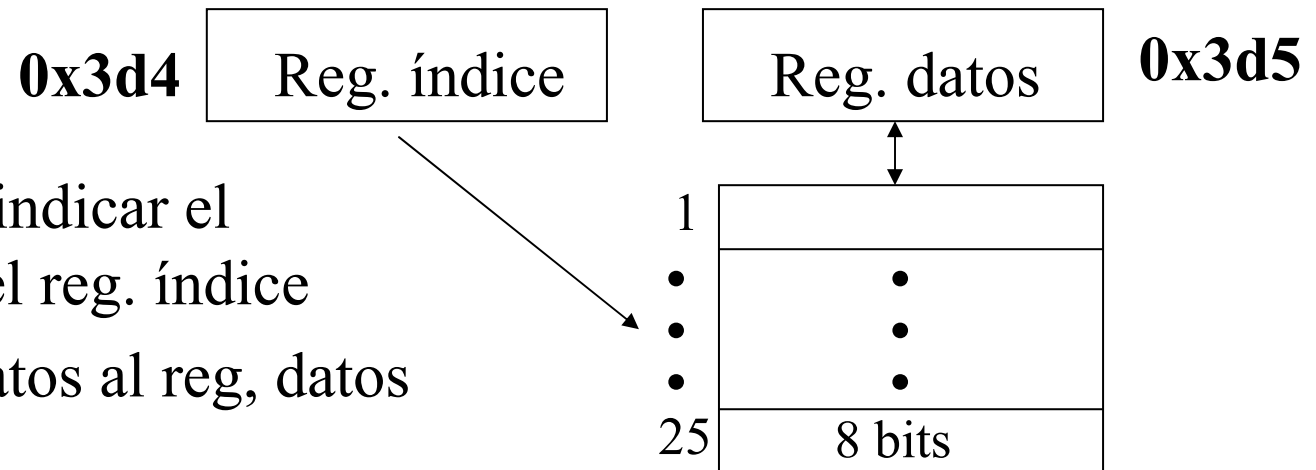 0x3d4 Reg. índice Reg. datos 0x3d5
indicar el
el reg. índice
atos al reg, datos
1
25 8 bits